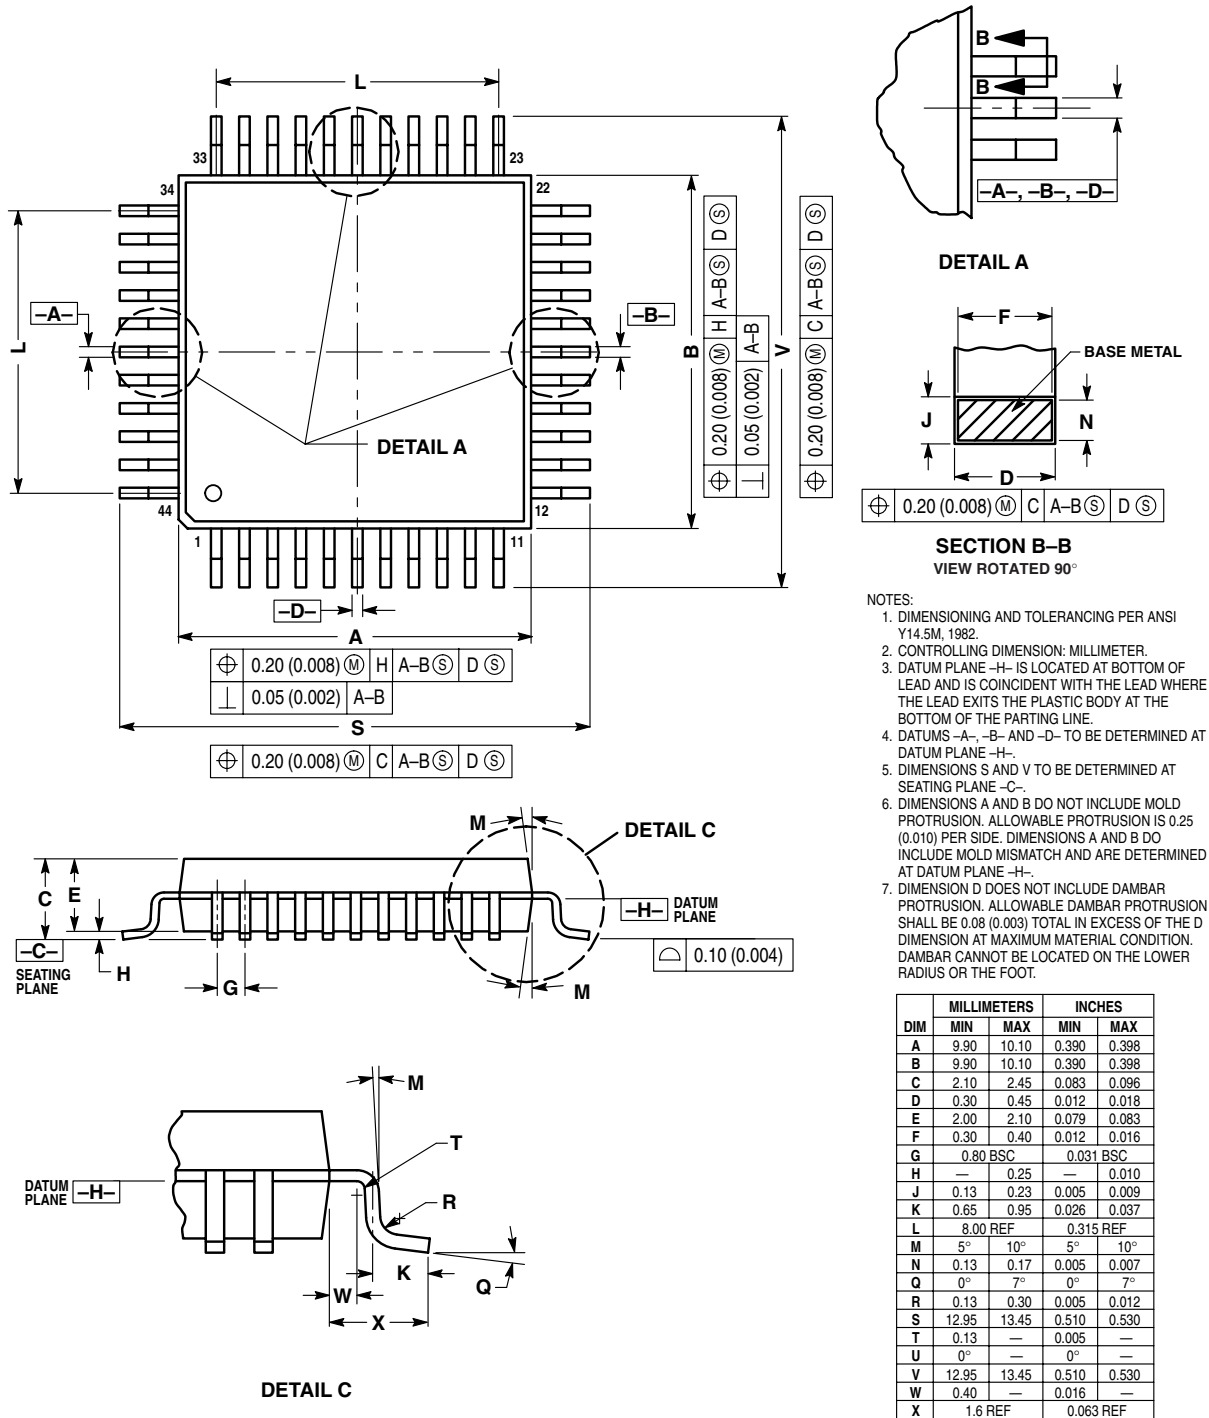 L
33
23
34
22
–A–
–B–
L
B
V
DETAIL A
0.20 (0.008) Ⓜ H A–B Ⓢ D Ⓢ
0.05 (0.002) A–B
0.20 (0.008) Ⓜ C A–B Ⓢ D Ⓢ
44
12
1
11
–D–
A
0.20 (0.008) Ⓜ H A–B Ⓢ D Ⓢ
0.05 (0.002) A–B
S
0.20 (0.008) Ⓜ C A–B Ⓢ D Ⓢ
B
B
–A–, –B–, –D–
DETAIL A
F
BASE METAL
J
N
D
0.20 (0.008) Ⓜ C A–B Ⓢ D Ⓢ
SECTION B–B
VIEW ROTATED 90°
M
DETAIL C
C
E
–H– DATUM PLANE
–C–
SEATING
PLANE
H
G
0.10 (0.004)
M
M
T
DATUM
PLANE –H–
R
K
Q
W
X
DETAIL C
NOTES:
1. DIMENSIONING AND TOLERANCING PER ANSI
Y14.5M, 1982.
2. CONTROLLING DIMENSION: MILLIMETER.
3. DATUM PLANE –H– IS LOCATED AT BOTTOM OF
LEAD AND IS COINCIDENT WITH THE LEAD WHERE
THE LEAD EXITS THE PLASTIC BODY AT THE
BOTTOM OF THE PARTING LINE.
4. DATUMS –A–, –B– AND –D– TO BE DETERMINED AT
DATUM PLANE –H–.
5. DIMENSIONS S AND V TO BE DETERMINED AT
SEATING PLANE –C–.
6. DIMENSIONS A AND B DO NOT INCLUDE MOLD
PROTRUSION. ALLOWABLE PROTRUSION IS 0.25
(0.010) PER SIDE. DIMENSIONS A AND B DO
INCLUDE MOLD MISMATCH AND ARE DETERMINED
AT DATUM PLANE –H–.
7. DIMENSION D DOES NOT INCLUDE DAMBAR
PROTRUSION. ALLOWABLE DAMBAR PROTRUSION
SHALL BE 0.08 (0.003) TOTAL IN EXCESS OF THE D
DIMENSION AT MAXIMUM MATERIAL CONDITION.
DAMBAR CANNOT BE LOCATED ON THE LOWER
RADIUS OR THE FOOT.
MILLIMETERS INCHES
DIM MIN MAX MIN MAX
A 9.90 10.10 0.390 0.398
B 9.90 10.10 0.390 0.398
C 2.10 2.45 0.083 0.096
D 0.30 0.45 0.012 0.018
E 2.00 2.10 0.079 0.083
F 0.30 0.40 0.012 0.016
G 0.80 BSC 0.031 BSC
H — 0.25 — 0.010
J 0.13 0.23 0.005 0.009
K 0.65 0.95 0.026 0.037
L 8.00 REF 0.315 REF
M 5° 10° 5° 10°
N 0.13 0.17 0.005 0.007
Q 0° 7° 0° 7°
R 0.13 0.30 0.005 0.012
S 12.95 13.45 0.510 0.530
T 0.13 — 0.005 —
U 0° — 0° —
V 12.95 13.45 0.510 0.530
W 0.40 — 0.016 —
X 1.6 REF 0.063 REF